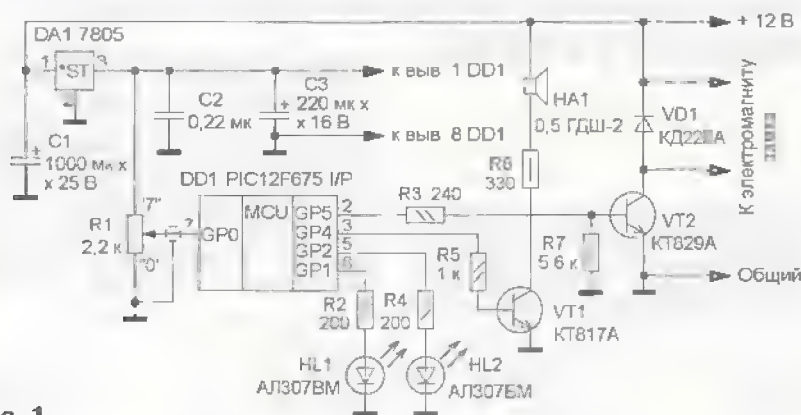 + 12 В
DA1 7805
1
*ST
3
к выв 1 DD1
C2
0,22 мк
C3
+ 220 мк x
x 16 В
к выв 8 DD1
HA1
0,5 ГДШ-2
VD1
К электромагниту
C1
+
1000 мк x
x 25 В
R6
330
DD1 PIC12F675 I/P
R3 240
R1
2,2 к
"7"
"0"
7
GP0
MCU
GP5 2
GP4 3
GP2 5
GP1 6
R5
1 к
R7
5 6 к
VT2
КТ829А
Общий
R2
200
R4
200
VT1
КТ817А
HL1
АЛ307ВМ
HL2
АЛ307БМ